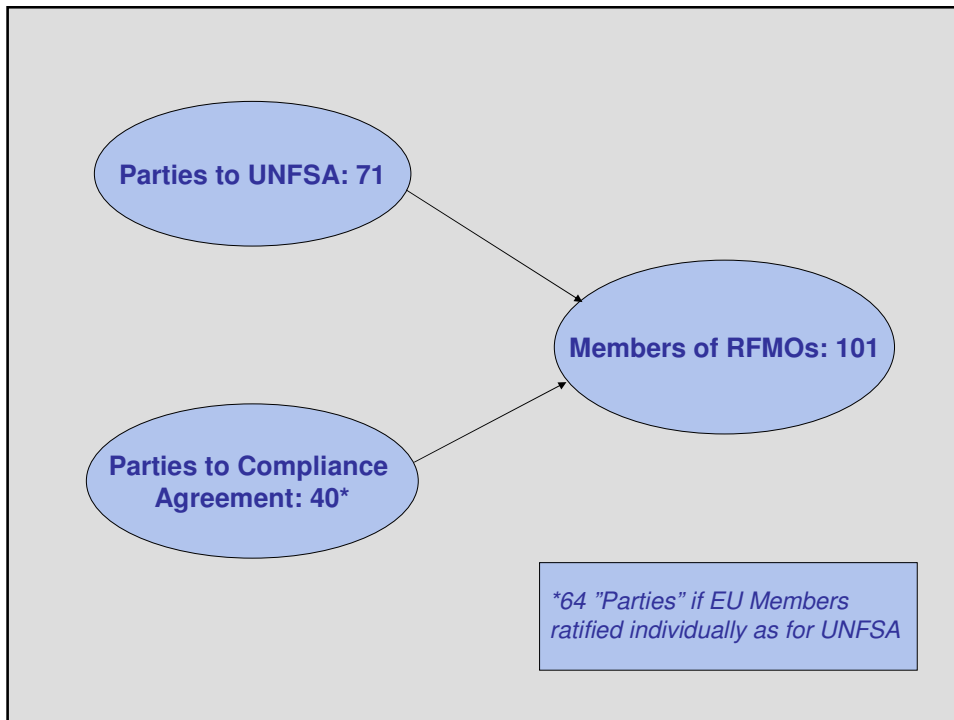 Parties to UNFSA: 71
Members of RFMOs: 101
Parties to Compliance
Agreement: 40*
*64 ”Parties” if EU Members
ratified individually as for UNFSA